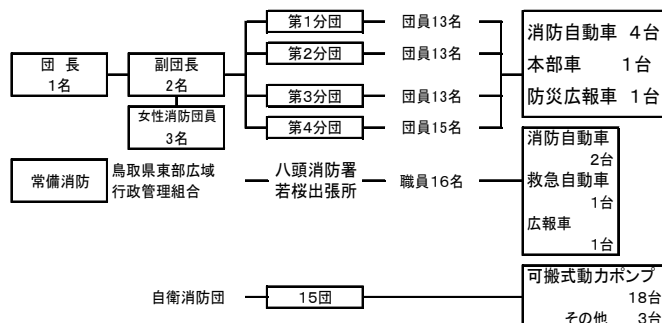 団 長
1名
副団長
2名
女性消防団員
3名
第1分団 団員13名
第2分団 団員13名
第3分団 団員13名
第4分団 団員15名
消防自動車 4台
本部車 1台
防災広報車 1台
常備消防
鳥取県東部広域
行政管理組合
八頭消防署
若桜出張所
職員16名
消防自動車
2台
救急自動車
1台
広報車
1台
自衛消防団
15団
可搬式動力ポンプ
18台
その他 3台